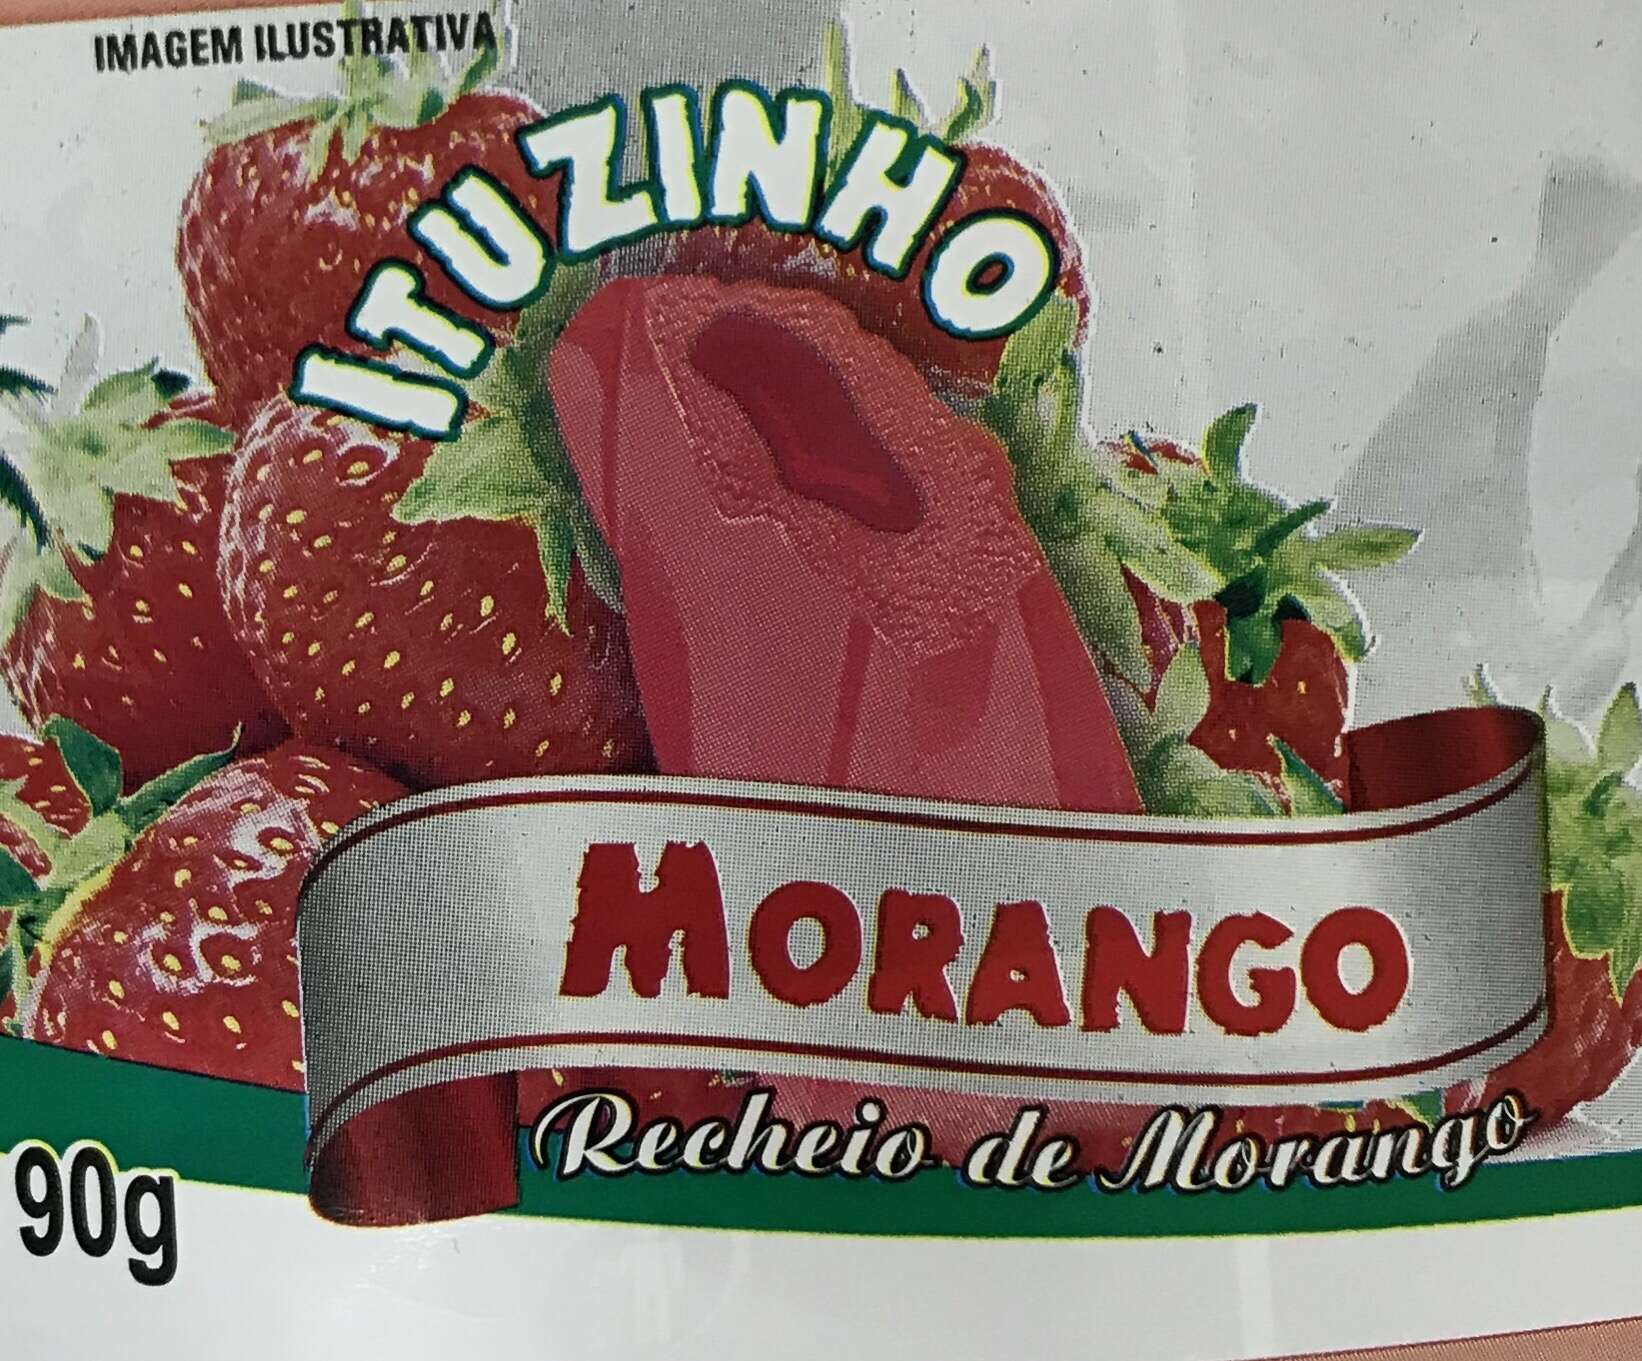 IMAGEM ILUSTRATIVA
ITUZINHO
MORANGO
Recheio de Morango
90g